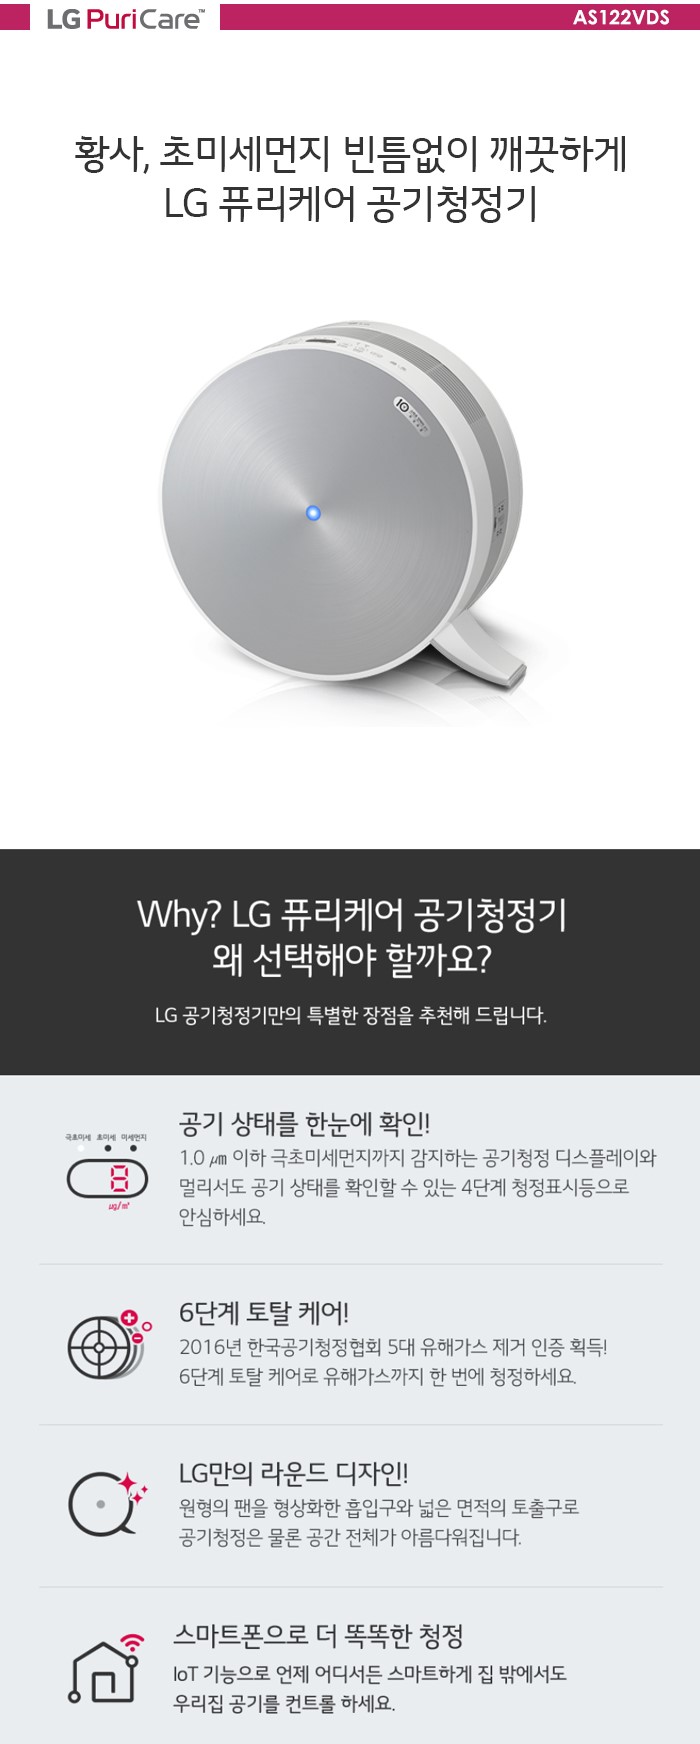 LG PuriCare™
AS122VDS
황사, 초미세먼지 빈틈없이 깨끗하게
LG 퓨리케어 공기청정기
10
Why? LG 퓨리케어 공기청정기
왜 선택해야 할까요?
LG 공기청정기만의 특별한 장점을 추천해 드립니다.
극초미세 초미세 미세먼지
8
㎍/㎥
공기 상태를 한눈에 확인!
1.0 ㎛ 이하 극초미세먼지까지 감지하는 공기청정 디스플레이와
멀리서도 공기 상태를 확인할 수 있는 4단계 청정표시등으로
안심하세요.
6단계 토탈 케어!
2016년 한국공기청정협회 5대 유해가스 제거 인증 획득!
6단계 토탈 케어로 유해가스까지 한 번에 청정하세요.
LG만의 라운드 디자인!
원형의 팬을 형상화한 흡입구와 넓은 면적의 토출구로
공기청정은 물론 공간 전체가 아름다워집니다.
스마트폰으로 더 똑똑한 청정
IoT 기능으로 언제 어디서든 스마트하게 집 밖에서도
우리집 공기를 컨트롤 하세요.